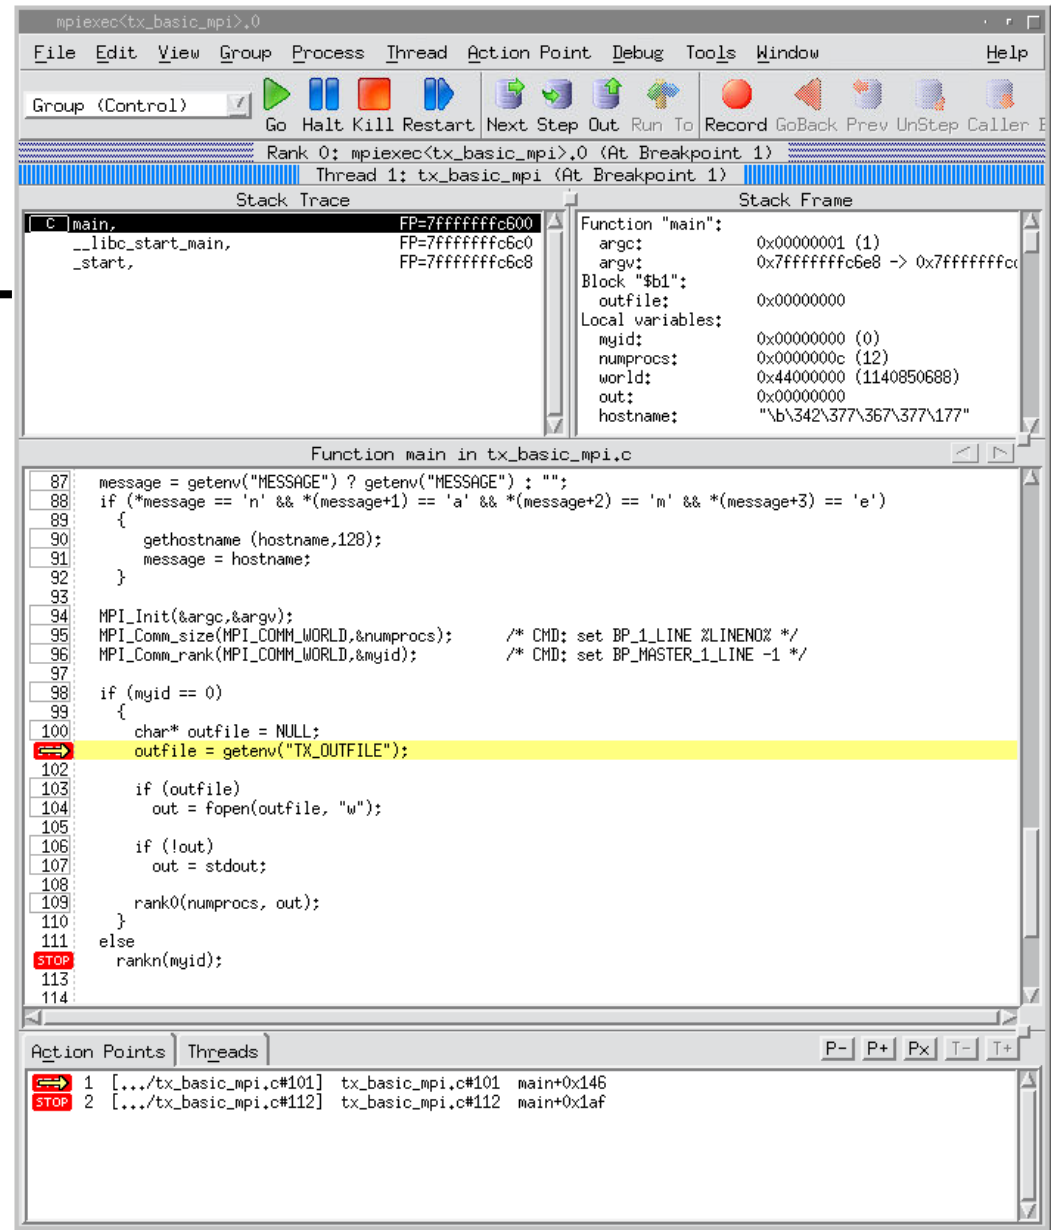 mpiexec<tx_basic_mpi>.0
File Edit View Group Process Thread Action Point Debug Tools Window Help
Group (Control) Go Halt Kill Restart Next Step Out Run To Record GoBack Prev UnStep Caller
Rank 0: mpiexec<tx_basic_mpi>.0 (At Breakpoint 1)
Thread 1: tx_basic_mpi (At Breakpoint 1)
Stack Trace
C main, FP=7fffffffc600
__libc_start_main, FP=7fffffffc6c0
_start, FP=7fffffffc6c8
Stack Frame
Function "main":
argc: 0x00000001 (1)
argv: 0x7fffffffc6e8 -> 0x7fffffffc
Block "$b1":
outfile: 0x00000000
Local variables:
myid: 0x00000000 (0)
numprocs: 0x0000000c (12)
world: 0x44000000 (1140850688)
out: 0x00000000
hostname: "\b\342\377\367\377\177"
Function main in tx_basic_mpi.c
87 message = getenv("MESSAGE") ? getenv("MESSAGE") : "";
88 if (*message == 'n' && *(message+1) == 'a' && *(message+2) == 'm' && *(message+3) == 'e')
89 {
90 gethostname (hostname,128);
91 message = hostname;
92 }
93
94 MPI_Init(&argc,&argv);
95 MPI_Comm_size(MPI_COMM_WORLD,&numprocs); /* CMD: set BP_1_LINE %LINENO% */
96 MPI_Comm_rank(MPI_COMM_WORLD,&myid); /* CMD: set BP_MASTER_1_LINE -1 */
97
98 if (myid == 0)
99 {
100 char* outfile = NULL;
outfile = getenv("TX_OUTFILE");
102
103 if (outfile)
104 out = fopen(outfile, "w");
105
106 if (!out)
107 out = stdout;
108
109 rank0(numprocs, out);
110 }
111 else
STOP rankn(myid);
113
114
Action Points Threads P- P+ Px T- T+
1 [.../tx_basic_mpi.c#101] tx_basic_mpi.c#101 main+0x146
STOP 2 [.../tx_basic_mpi.c#112] tx_basic_mpi.c#112 main+0x1af